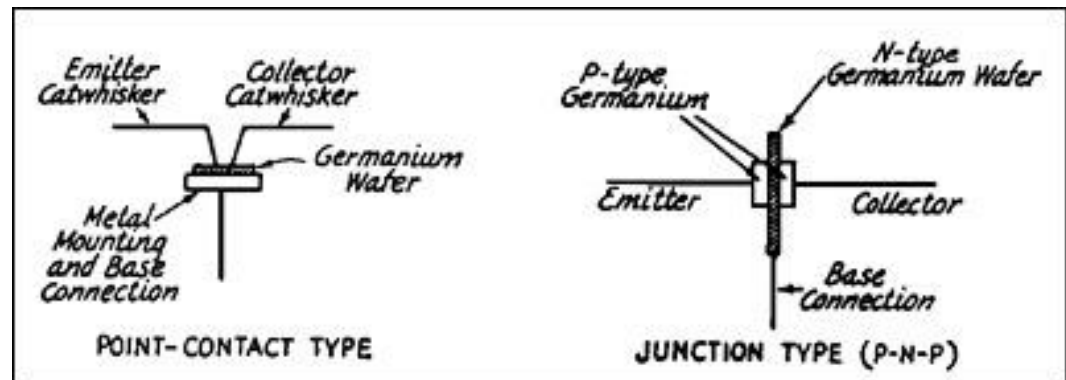 Emitter
Catwhisker
Collector
Catwhisker
Germanium
Wafer
Metal
Mounting
and Base
Connection
POINT-CONTACT TYPE
P-type
Germanium
N-type
Germanium Wafer
Emitter
Collector
Base
Connection
JUNCTION TYPE (P-N-P)